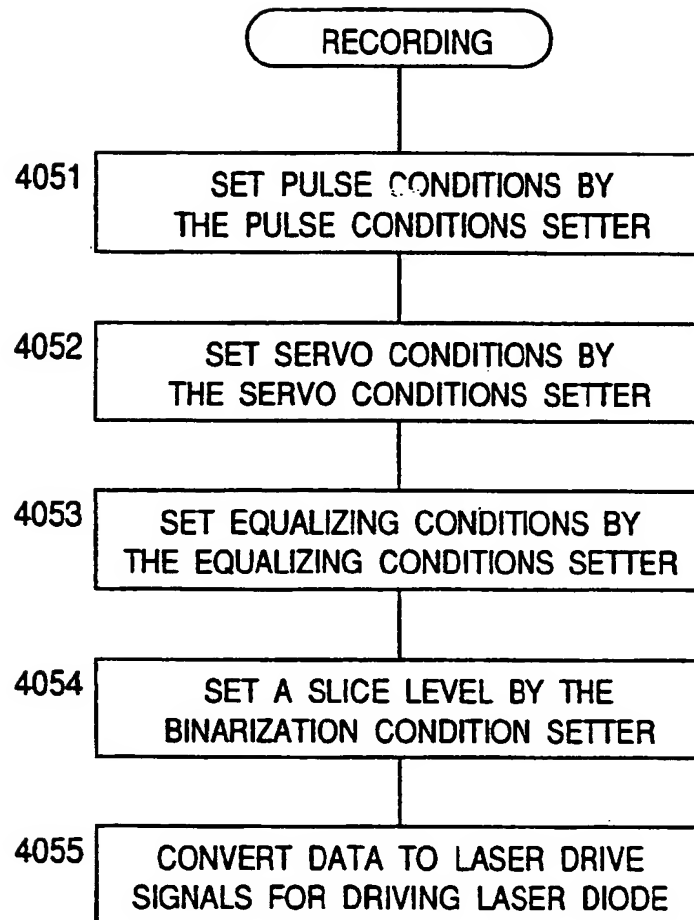 RECORDING
4051
SET PULSE CONDITIONS BY
THE PULSE CONDITIONS SETTER
4052
SET SERVO CONDITIONS BY
THE SERVO CONDITIONS SETTER
4053
SET EQUALIZING CONDITIONS BY
THE EQUALIZING CONDITIONS SETTER
4054
SET A SLICE LEVEL BY THE
BINARIZATION CONDITION SETTER
4055
CONVERT DATA TO LASER DRIVE
SIGNALS FOR DRIVING LASER DIODE